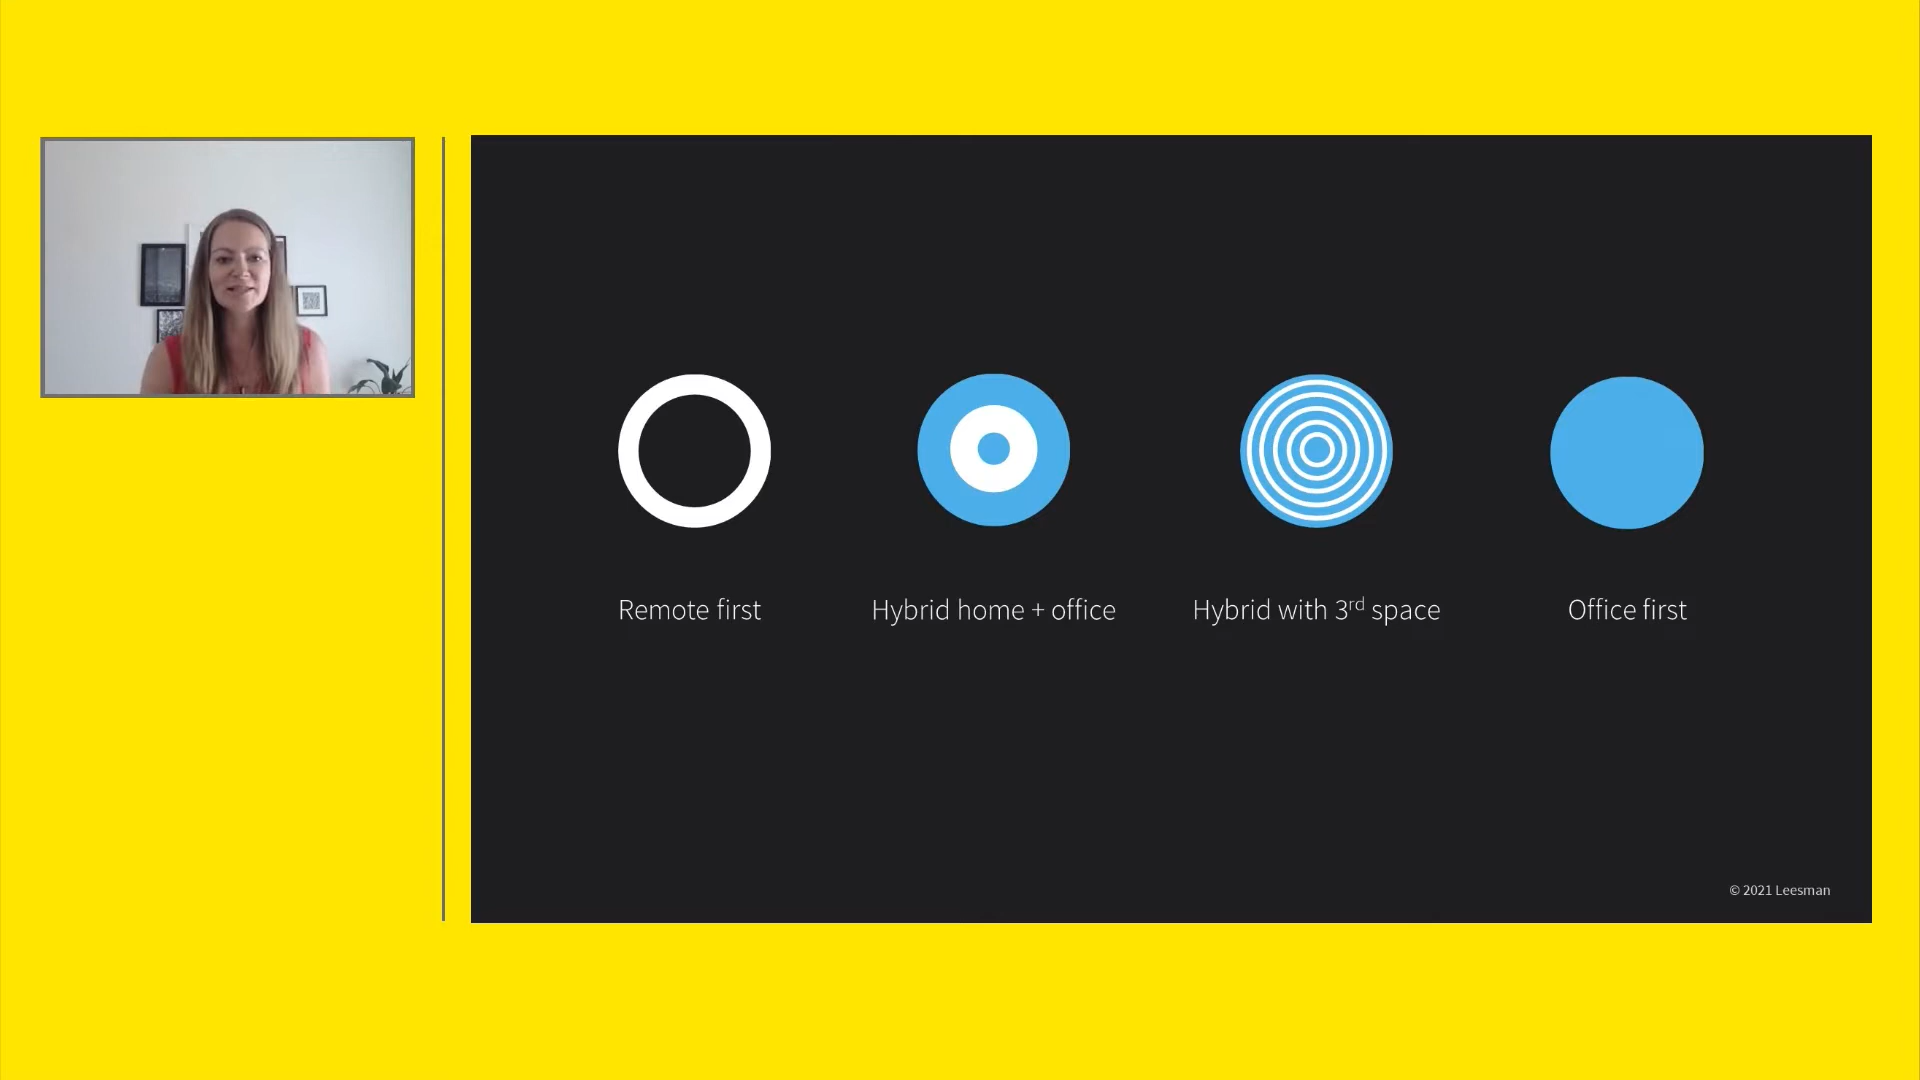 Remote first
Hybrid home + office
Hybrid with 3rd space
Office first
© 2021 Leesman